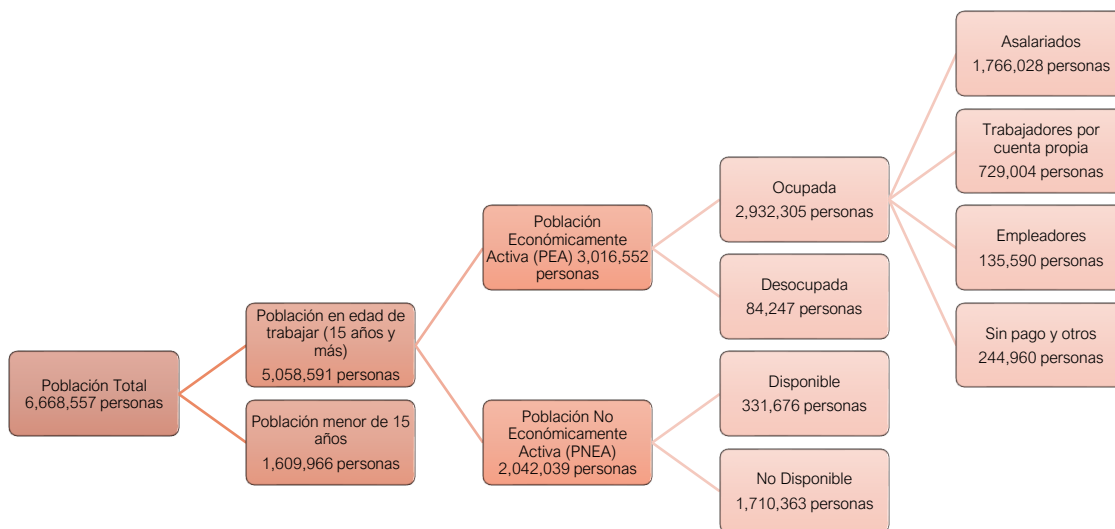 Población Total
6,668,557 personas
Población en edad de
trabajar (15 años y
más)
5,058,591 personas
Población menor de 15
años
1,609,966 personas
Población
Económicamente
Activa (PEA) 3,016,552
personas
Población No
Económicamente
Activa (PNEA)
2,042,039 personas
Ocupada
2,932,305 personas
Desocupada
84,247 personas
Disponible
331,676 personas
No Disponible
1,710,363 personas
Asalariados
1,766,028 personas
Trabajadores por
cuenta propia
729,004 personas
Empleadores
135,590 personas
Sin pago y otros
244,960 personas